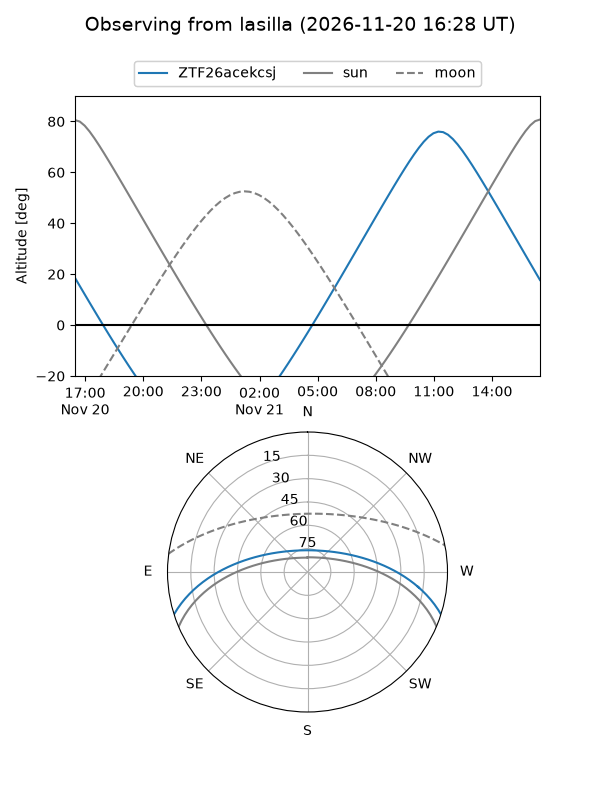 Observing from lasilla (2026-11-20 16:28 UT)
ZTF26acekcsj
sun
moon
Altitude [deg]
80
60
40
20
0
−20
17:00
Nov 20
20:00
23:00
02:00
Nov 21
05:00
08:00
11:00
14:00
N
NE
NW
15
30
45
60
75
E
W
SE
SW
S